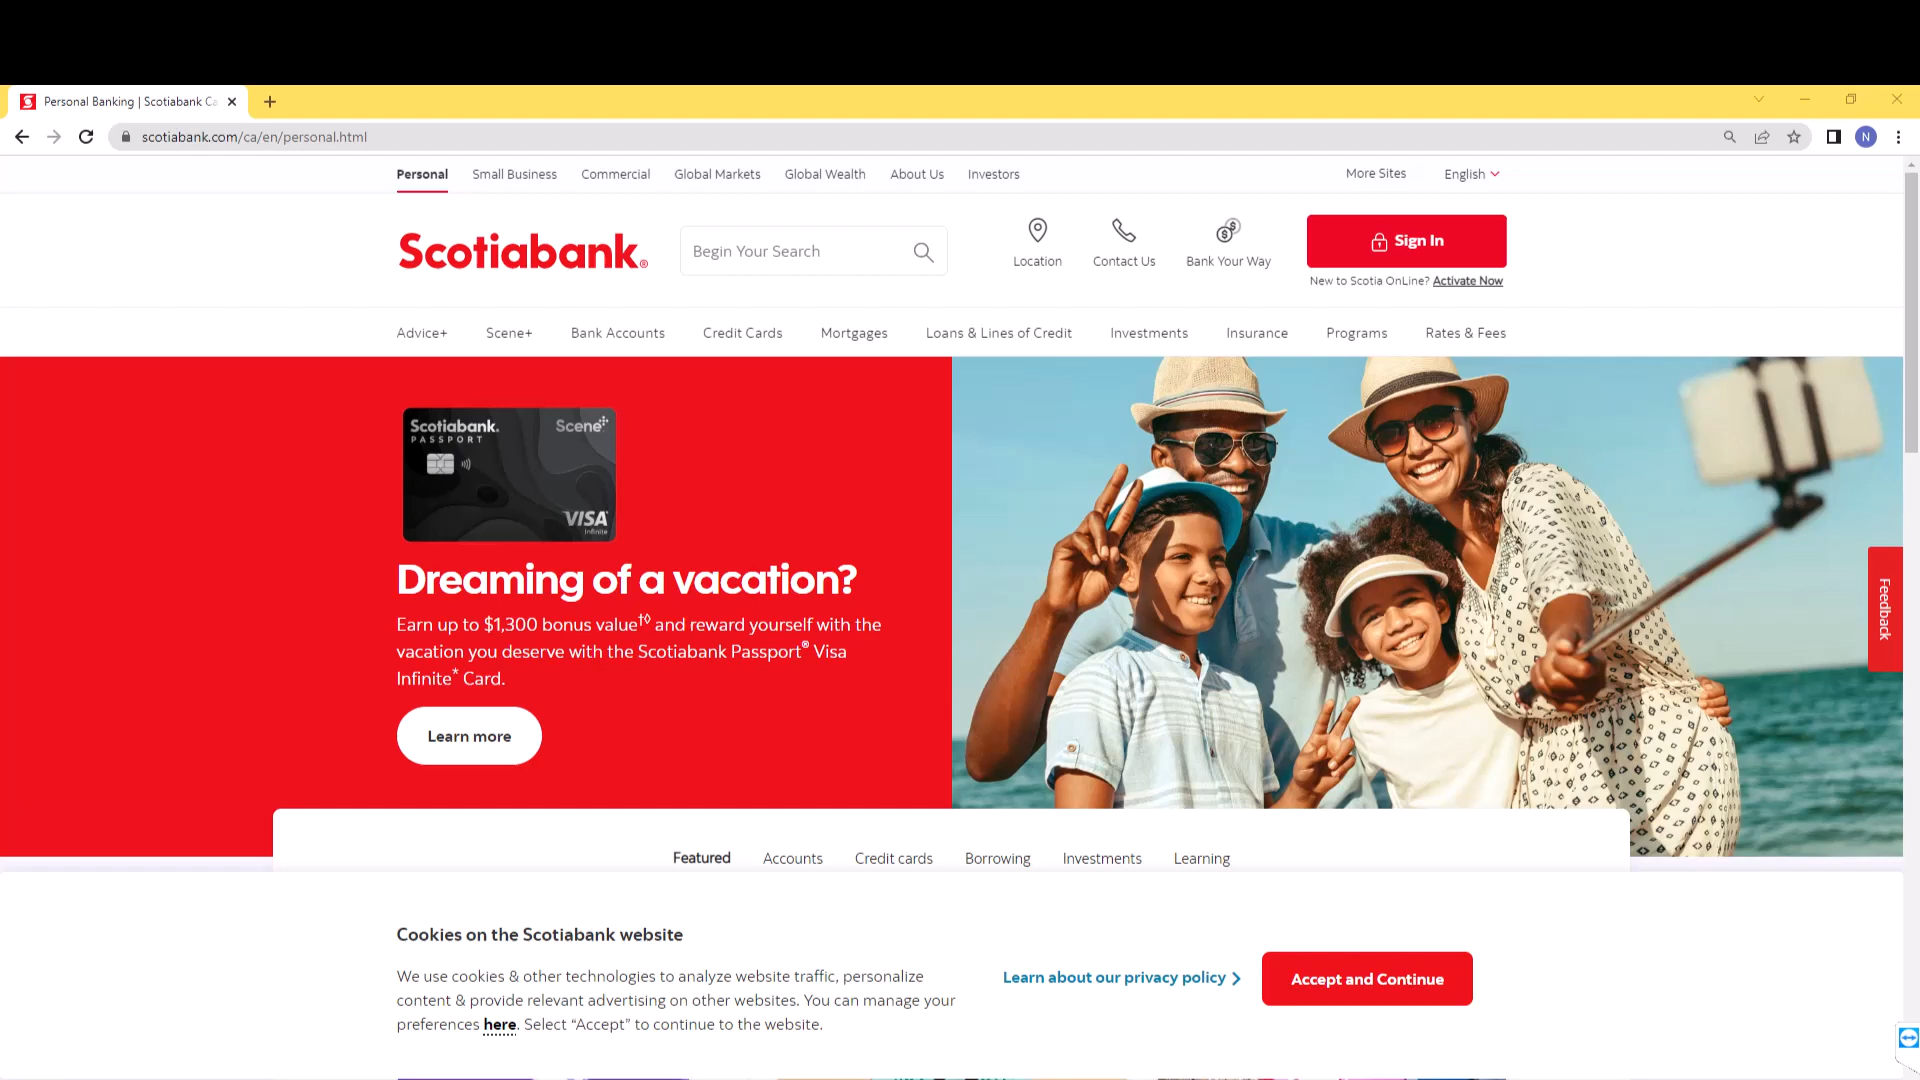 Personal Banking | Scotiabank Ca
scotiabank.com/ca/en/personal.html
N
Personal Small Business Commercial Global Markets Global Wealth About Us Investors More Sites English
Scotiabank®
Begin Your Search
Location Contact Us Bank Your Way
Sign In
New to Scotia OnLine? Activate Now
Advice+ Scene+ Bank Accounts Credit Cards Mortgages Loans & Lines of Credit Investments Insurance Programs Rates & Fees
Scotiabank. Scene+
PASSPORT
VISA
Infinite
Dreaming of a vacation?
Earn up to $1,300 bonus value†◊ and reward yourself with the
vacation you deserve with the Scotiabank Passport® Visa
Infinite* Card.
Learn more
Feedback
Featured Accounts Credit cards Borrowing Investments Learning
Cookies on the Scotiabank website
We use cookies & other technologies to analyze website traffic, personalize
content & provide relevant advertising on other websites. You can manage your
preferences here. Select “Accept” to continue to the website.
Learn about our privacy policy
Accept and Continue